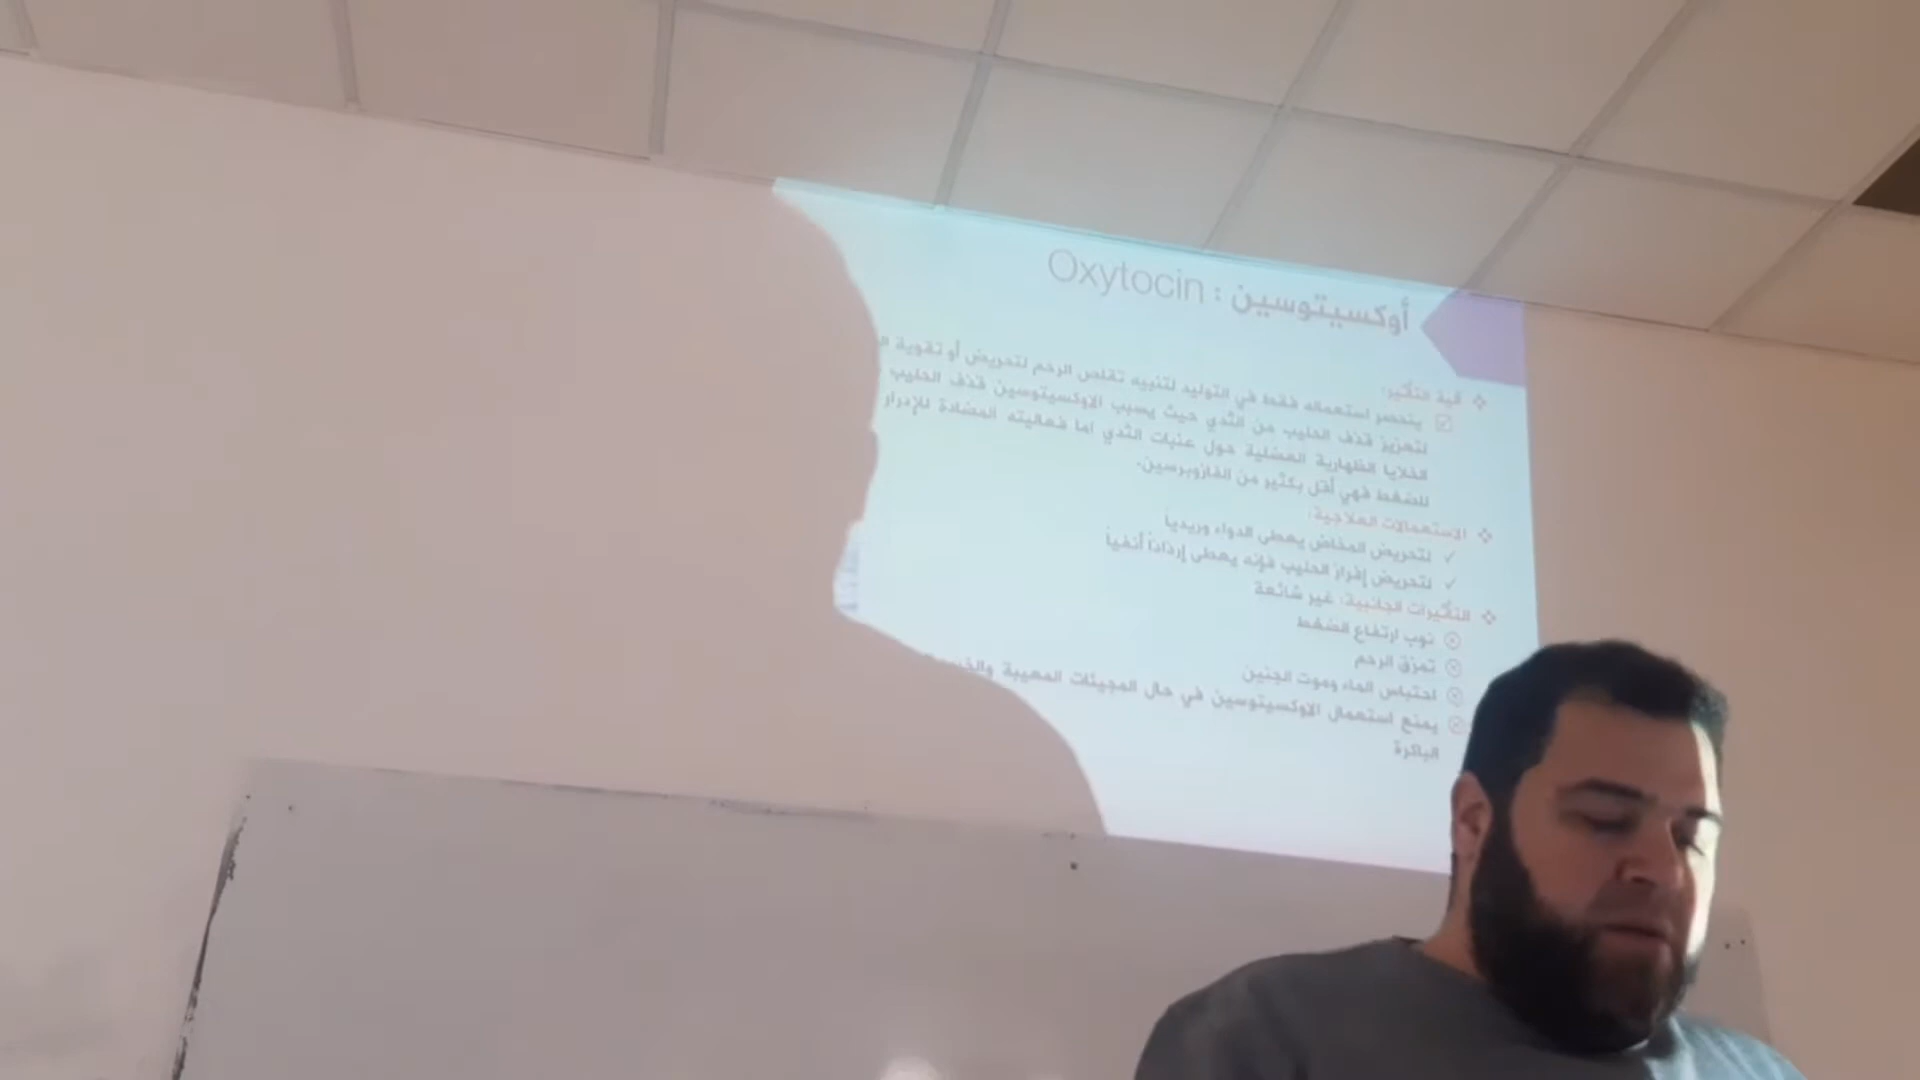 أوكسيتوسين : Oxytocin
آلية التأثير:
ينحصر استعماله فقط في التوليد لتنبيه تقلص الرحم لتحريض أو تقوية
لتعزيز قذف الحليب من الثدي حيث يسبب الاوكسيتوسين قذف الحليب
الخلايا الظهارية العضلية حول عنبات الثدي اما فعاليته المضادة للإدرار
للضغط فهي أقل بكثير من الفازوبرسين.
الاستعمالات العلاجية:
لتحريض المخاض يعطى الدواء وريدياً
لتحريض إفراز الحليب فإنه يعطى إرذاذاً أنفياً
التأثيرات الجانبية: غير شائعة
نوب ارتفاع الضغط
تمزق الرحم
احتباس الماء وموت الجنين
يمنع استعمال الاوكسيتوسين في حال المجيئات المعيبة
الباكرة